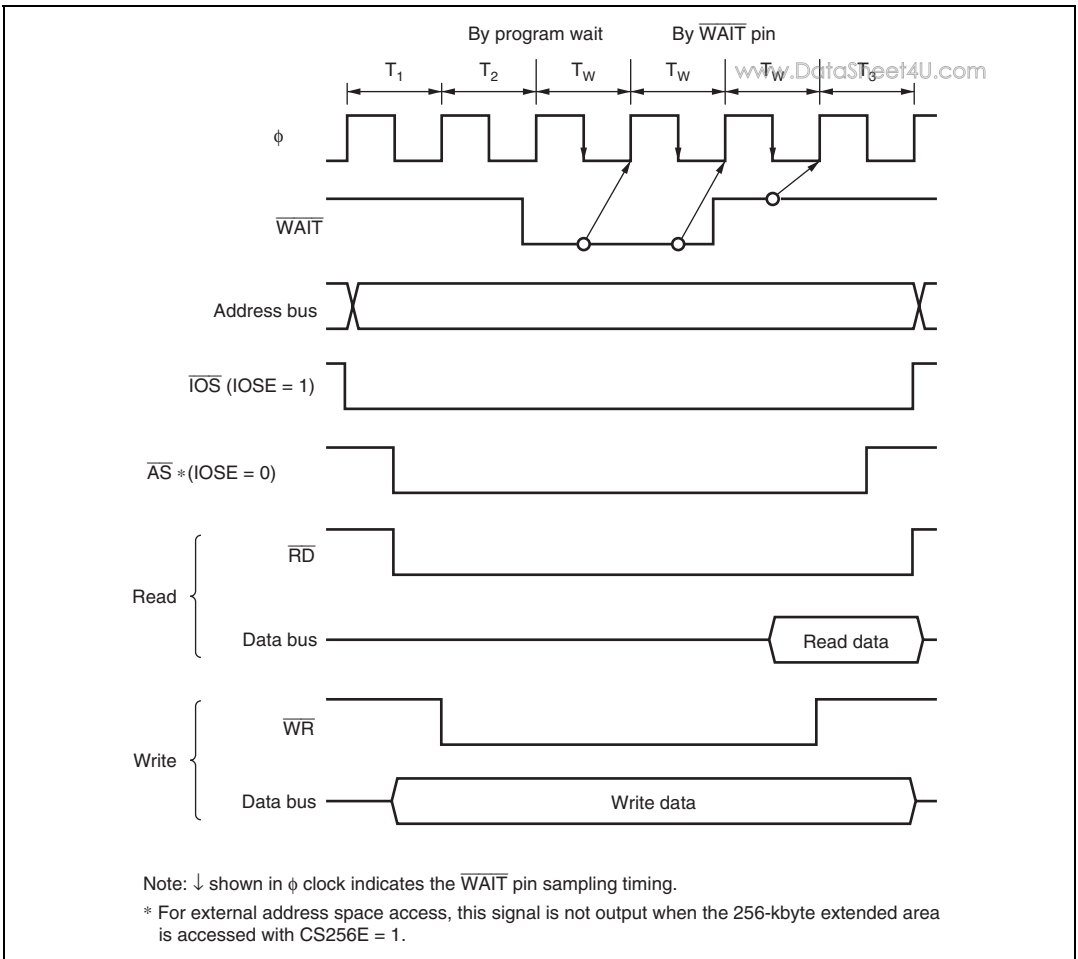 By program wait By WAIT pin
T1 T2 TW TW TW T3
www.DataSheet4U.com
φ
WAIT
Address bus
IOS (IOSE = 1)
AS *(IOSE = 0)
RD
Read
Data bus Read data
WR
Write
Data bus Write data
Note: ↓ shown in φ clock indicates the WAIT pin sampling timing.
* For external address space access, this signal is not output when the 256-kbyte extended area
is accessed with CS256E = 1.